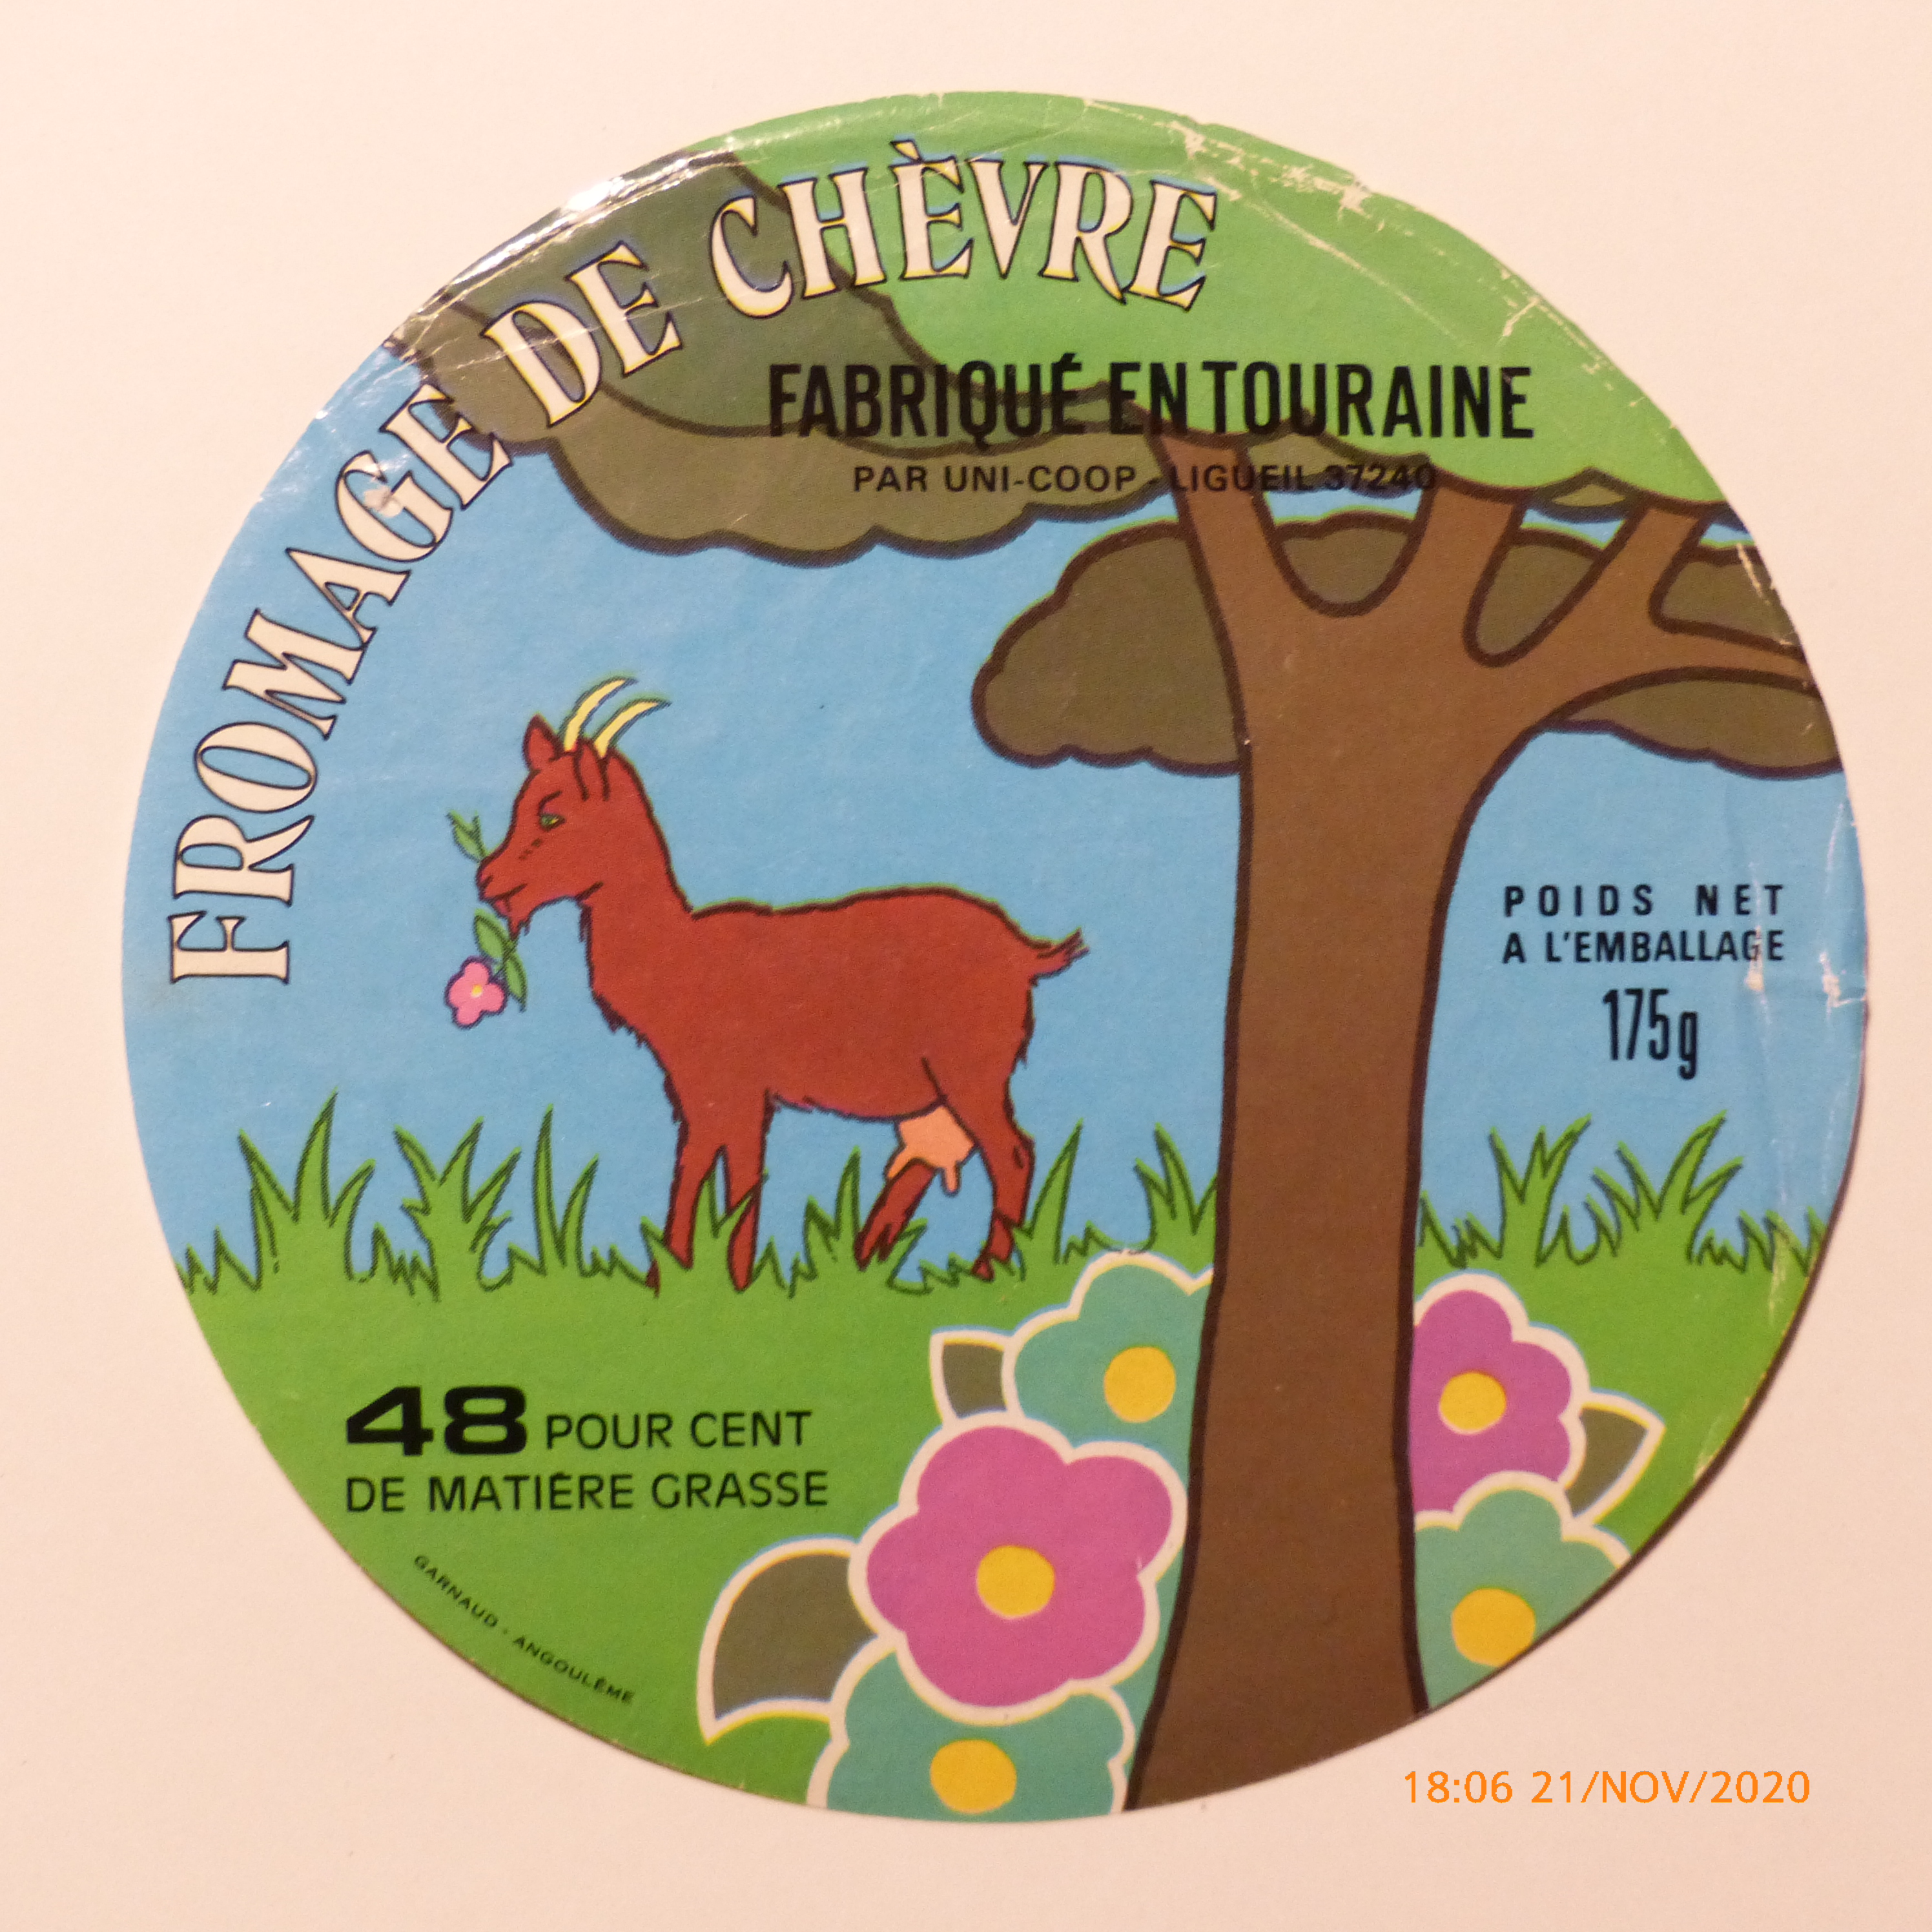 FROMAGE DE CHÈVRE
FABRIQUÉ EN TOURAINE
PAR UNI-COOP - LIGUEIL 37240
POIDS NET
A L'EMBALLAGE
175g
48 POUR CENT
DE MATIÈRE GRASSE
GARNAUD - ANGOULÊME
18:06 21/NOV/2020